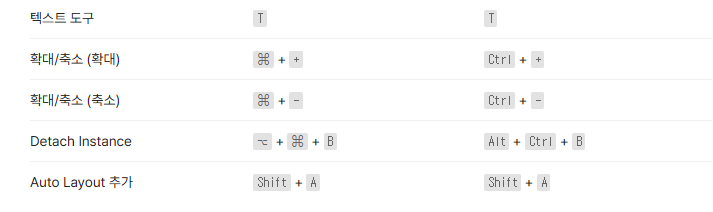 텍스트 도구 T T
확대/축소 (확대) ⌘ + + Ctrl + +
확대/축소 (축소) ⌘ + - Ctrl + -
Detach Instance ⌥ + ⌘ + B Alt + Ctrl + B
Auto Layout 추가 Shift + A Shift + A